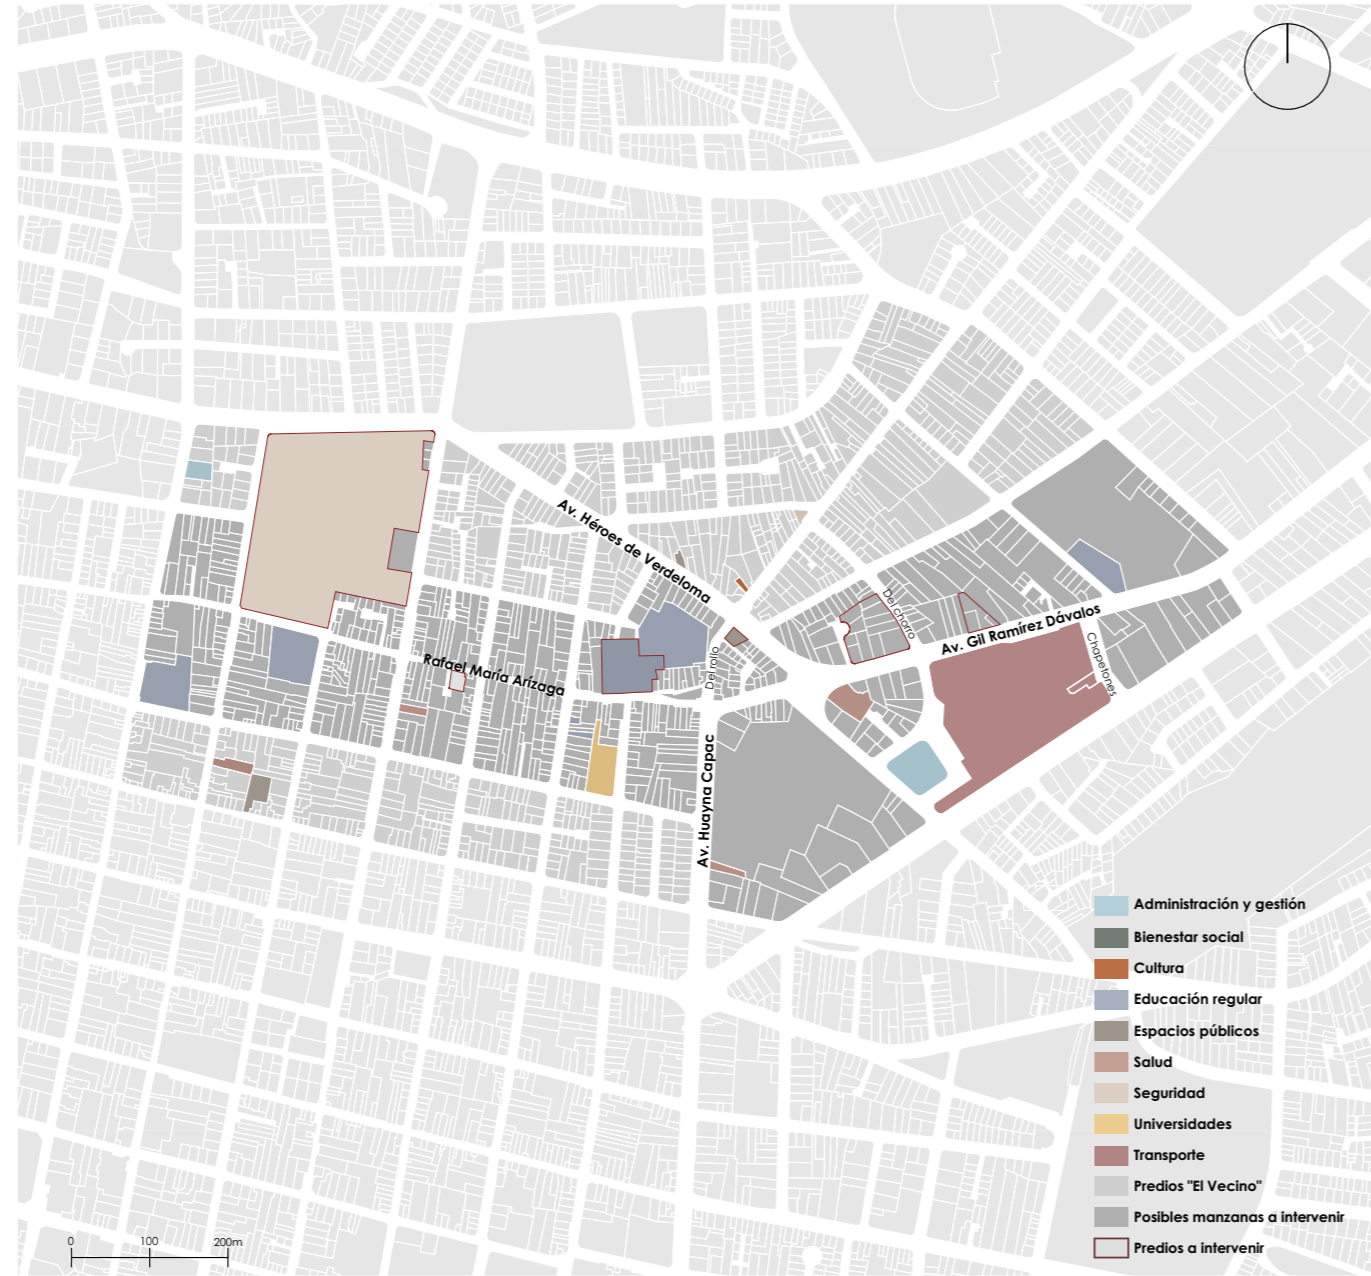 Av. Héroes de Verdeloma
Del chorro
Av. Gil Ramírez Dávalos
Chapetones
Del rollo
Rafael María Arízaga
Av. Huayna Capac
Administración y gestión
Bienestar social
Cultura
Educación regular
Espacios públicos
Salud
Seguridad
Universidades
Transporte
Predios "El Vecino"
Posibles manzanas a intervenir
Predios a intervenir
0 100 200m